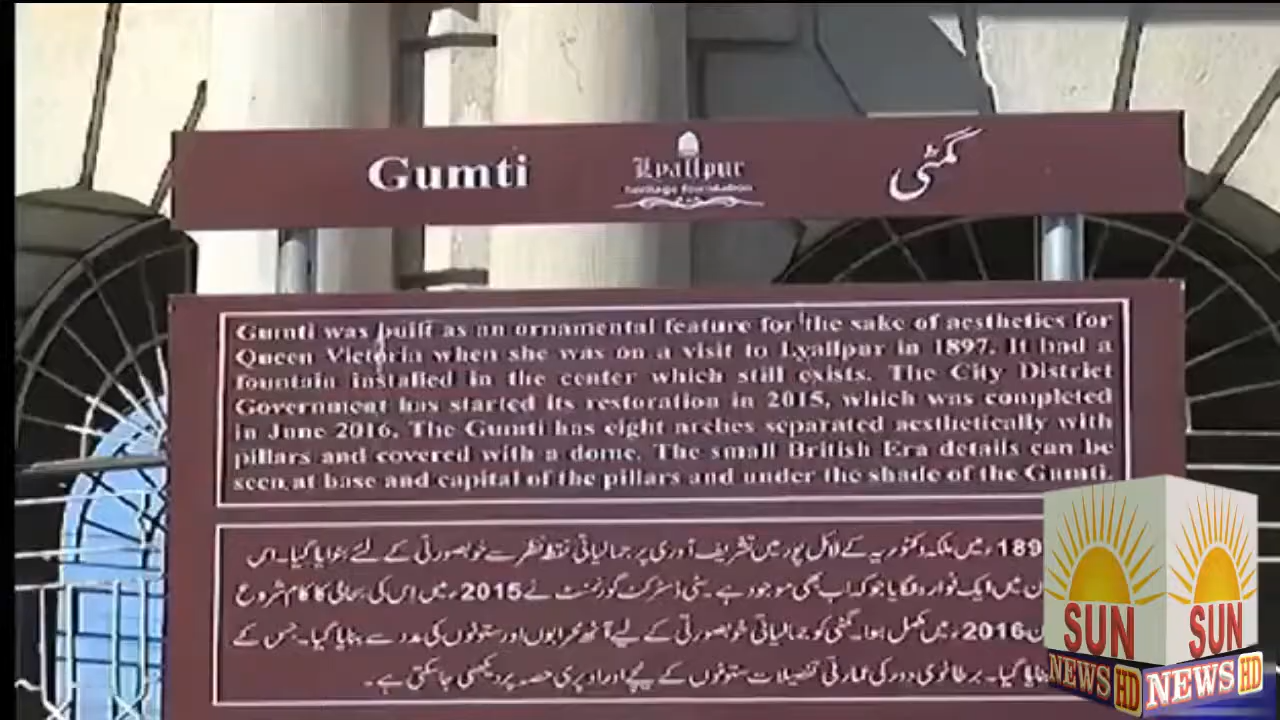 Gumti
Lyallpur
heritage foundation
گمٹی
Gumti was built as an ornamental feature for the sake of aesthetics for
Queen Victoria when she was on a visit to Lyallpur in 1897. It had a
fountain installed in the center which still exists. The City District
Government has started its restoration in 2015, which was completed
in June 2016. The Gumti has eight arches separated aesthetically with
pillars and covered with a dome. The small British Era details can be
seen at base and capital of the pillars and under the shade of the Gumti.
ء میں ملکہ وکٹوریہ کے لائل پور میں تشریف آوری پر جمالیاتی نقطہ نظر سے خوبصورتی کے لئے بنوایا گیا۔ اس
میں ایک فوارہ لگایا جو کہ اب بھی موجود ہے۔ سٹی ڈسٹرکٹ گورنمنٹ نے 2015ء میں اس کی بحالی کا کام شروع
2016ء میں مکمل ہوا۔ گمٹی کو جمالیاتی خوبصورتی کے لیے آٹھ محرابوں اور ستونوں کی مدد سے بنایا گیا۔ جس کے
بنایا گیا۔ برطانوی دور کی عمارتی تفصیلات ستونوں کے نیچے اور اوپری حصہ پر دیکھی جا سکتی ہے۔
SUN
NEWS HD
SUN
NEWS HD